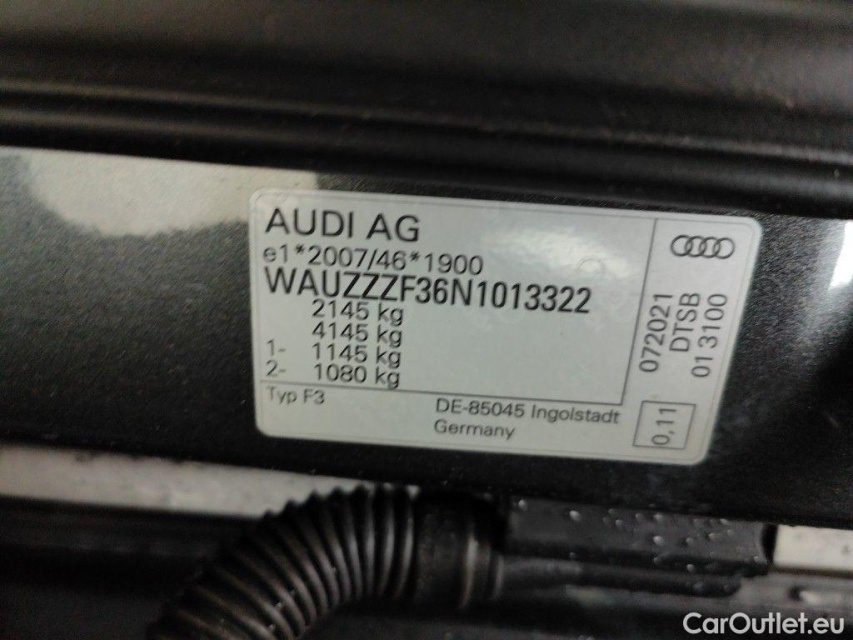 AUDI AG
e1*2007/46*1900
WAUZZZF36N1013322
2145 kg
4145 kg
1- 1145 kg
2- 1080 kg
Typ F3
DE-85045 Ingolstadt
Germany
072021
DTSB
013100
0,11
CarOutlet.eu